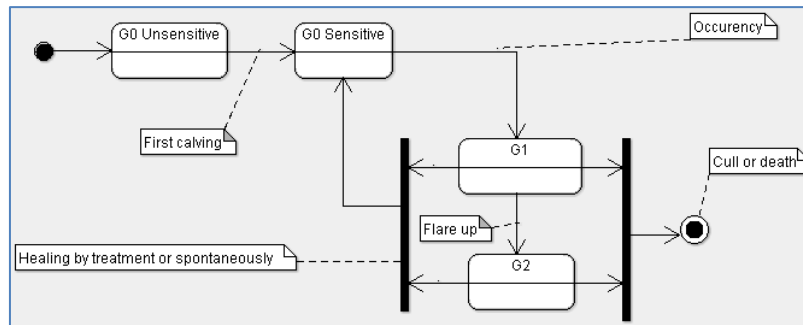 G0 Unsensitive
G0 Sensitive
Occurency
First calving
G1
Cull or death
Flare up
Healing by treatment or spontaneously
G2